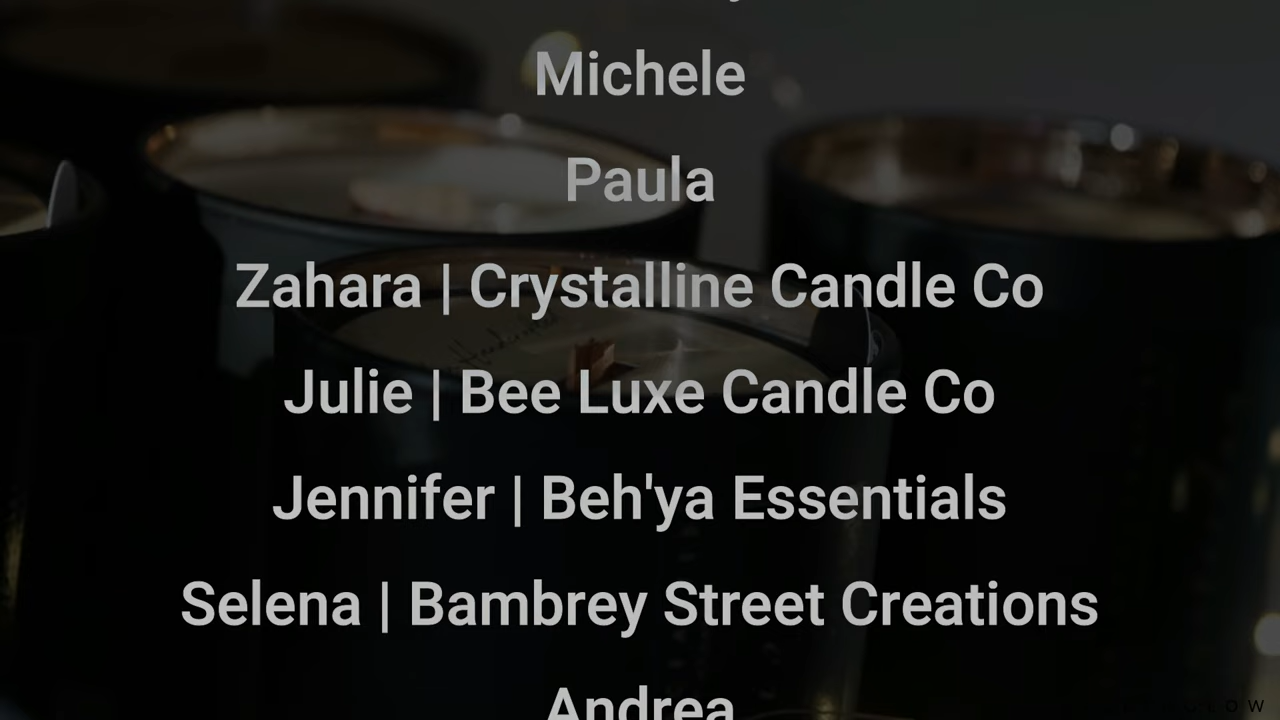 Michele
Paula
Zahara | Crystalline Candle Co
Julie | Bee Luxe Candle Co
Jennifer | Beh'ya Essentials
Selena | Bambrey Street Creations
Andrea